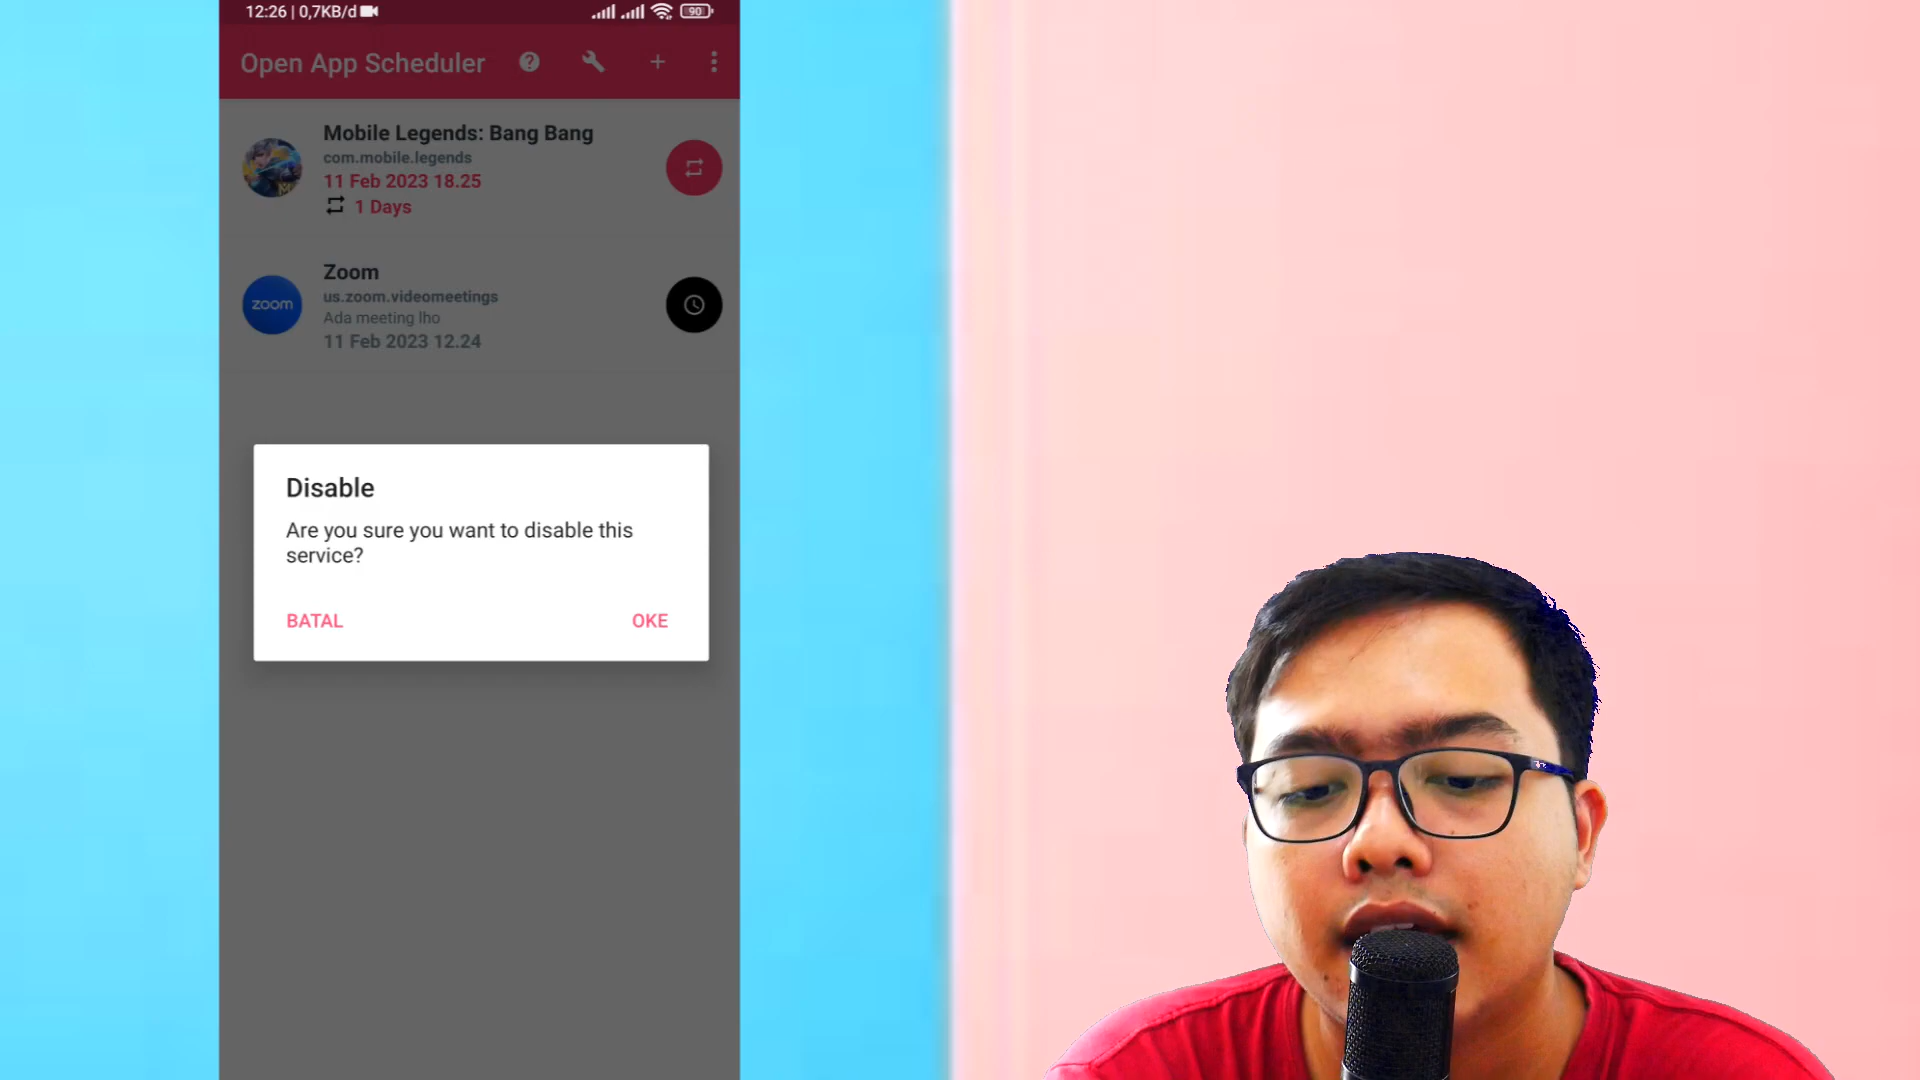 12:26 | 0,7KB/d
90
Open App Scheduler
Mobile Legends: Bang Bang
com.mobile.legends
11 Feb 2023 18.25
1 Days
zoom
Zoom
us.zoom.videomeetings
Ada meeting lho
11 Feb 2023 12.24
Disable
Are you sure you want to disable this
service?
BATAL
OKE